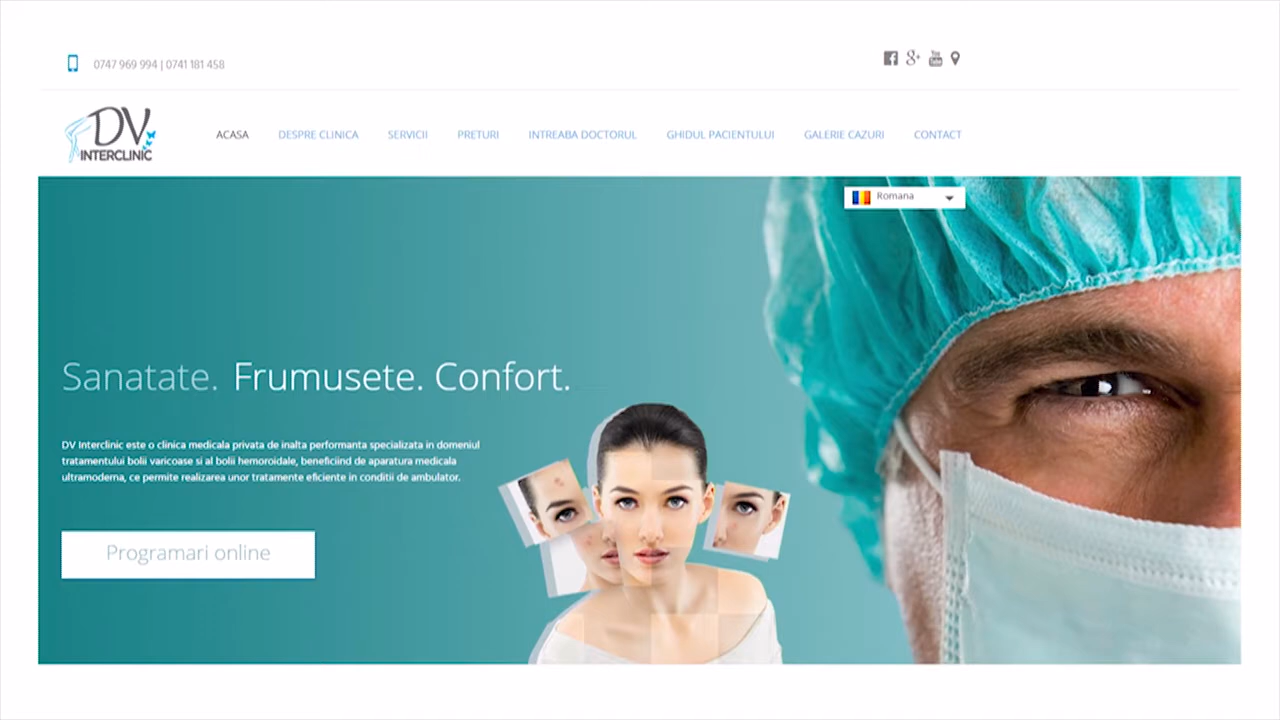 0747 969 994 | 0741 181 458
g+
You Tube
DV
INTERCLINIC
ACASA DESPRE CLINICA SERVICII PRETURI INTREABA DOCTORUL GHIDUL PACIENTULUI GALERIE CAZURI CONTACT
Romana
Sanatate. Frumusete. Confort.
DV Interclinic este o clinica medicala privata de inalta performanta specializata in domeniul
tratamentului bolii varicoase si al bolii hemoroidale, beneficiind de aparatura medicala
ultramoderna, ce permite realizarea unor tratamente eficiente in conditii de ambulator.
Programari online